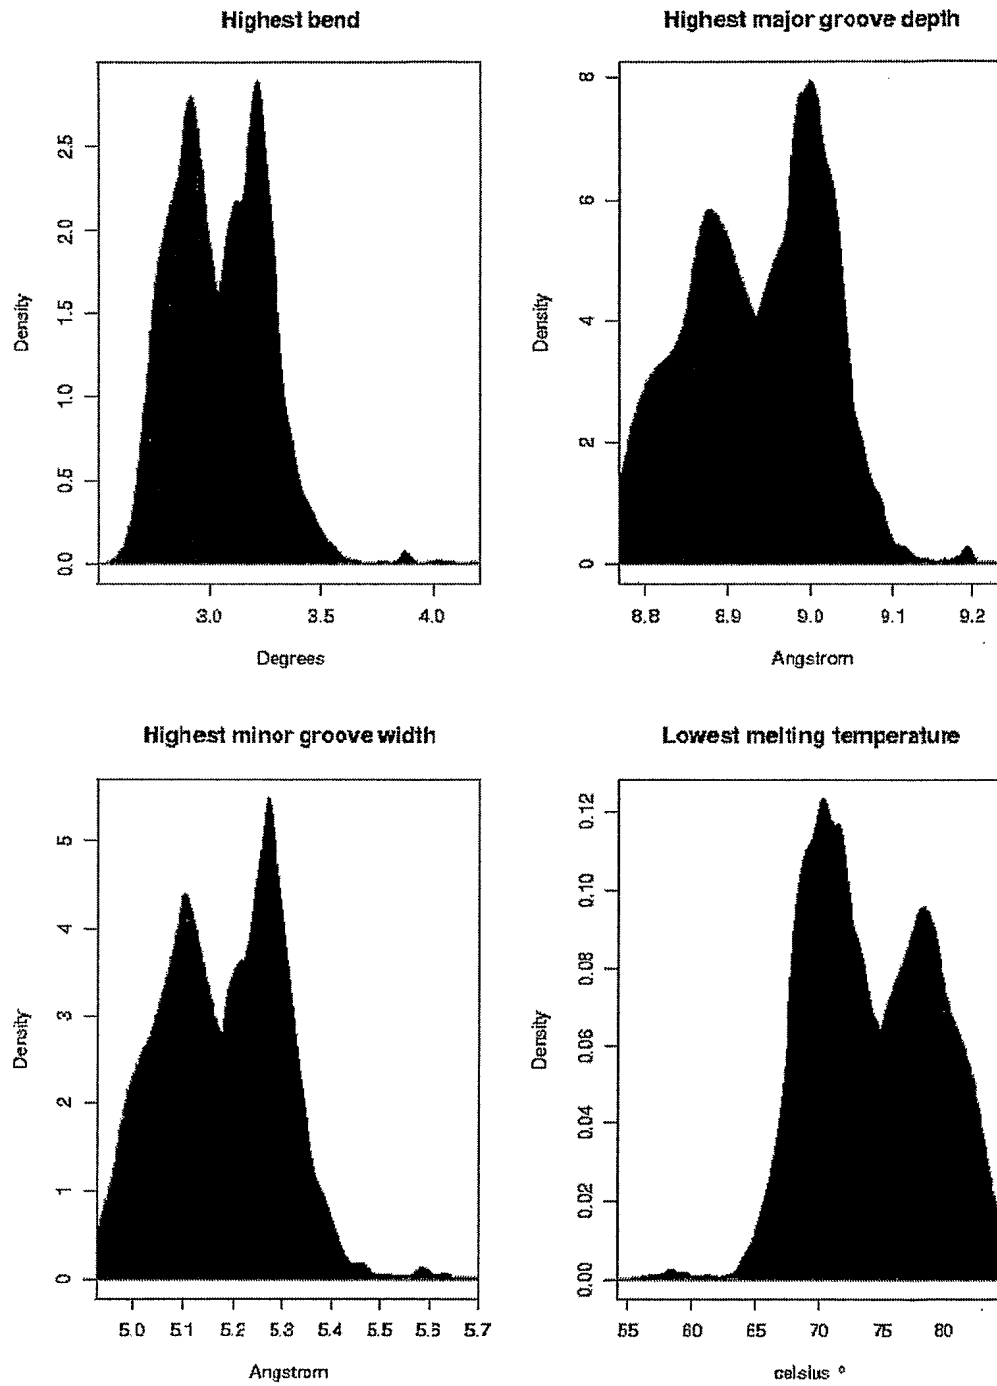 Highest bend
Density
0.0 0.5 1.0 1.5 2.0 2.5
3.0 3.5 4.0
Degrees
Highest major groove depth
Density
0 2 4 6 8
8.8 8.9 9.0 9.1 9.2
Angstrom
Highest minor groove width
Density
0 1 2 3 4 5
5.0 5.1 5.2 5.3 5.4 5.5 5.6 5.7
Angstrom
Lowest melting temperature
Density
0.00 0.02 0.04 0.06 0.08 0.10 0.12
55 60 65 70 75 80
celsius °